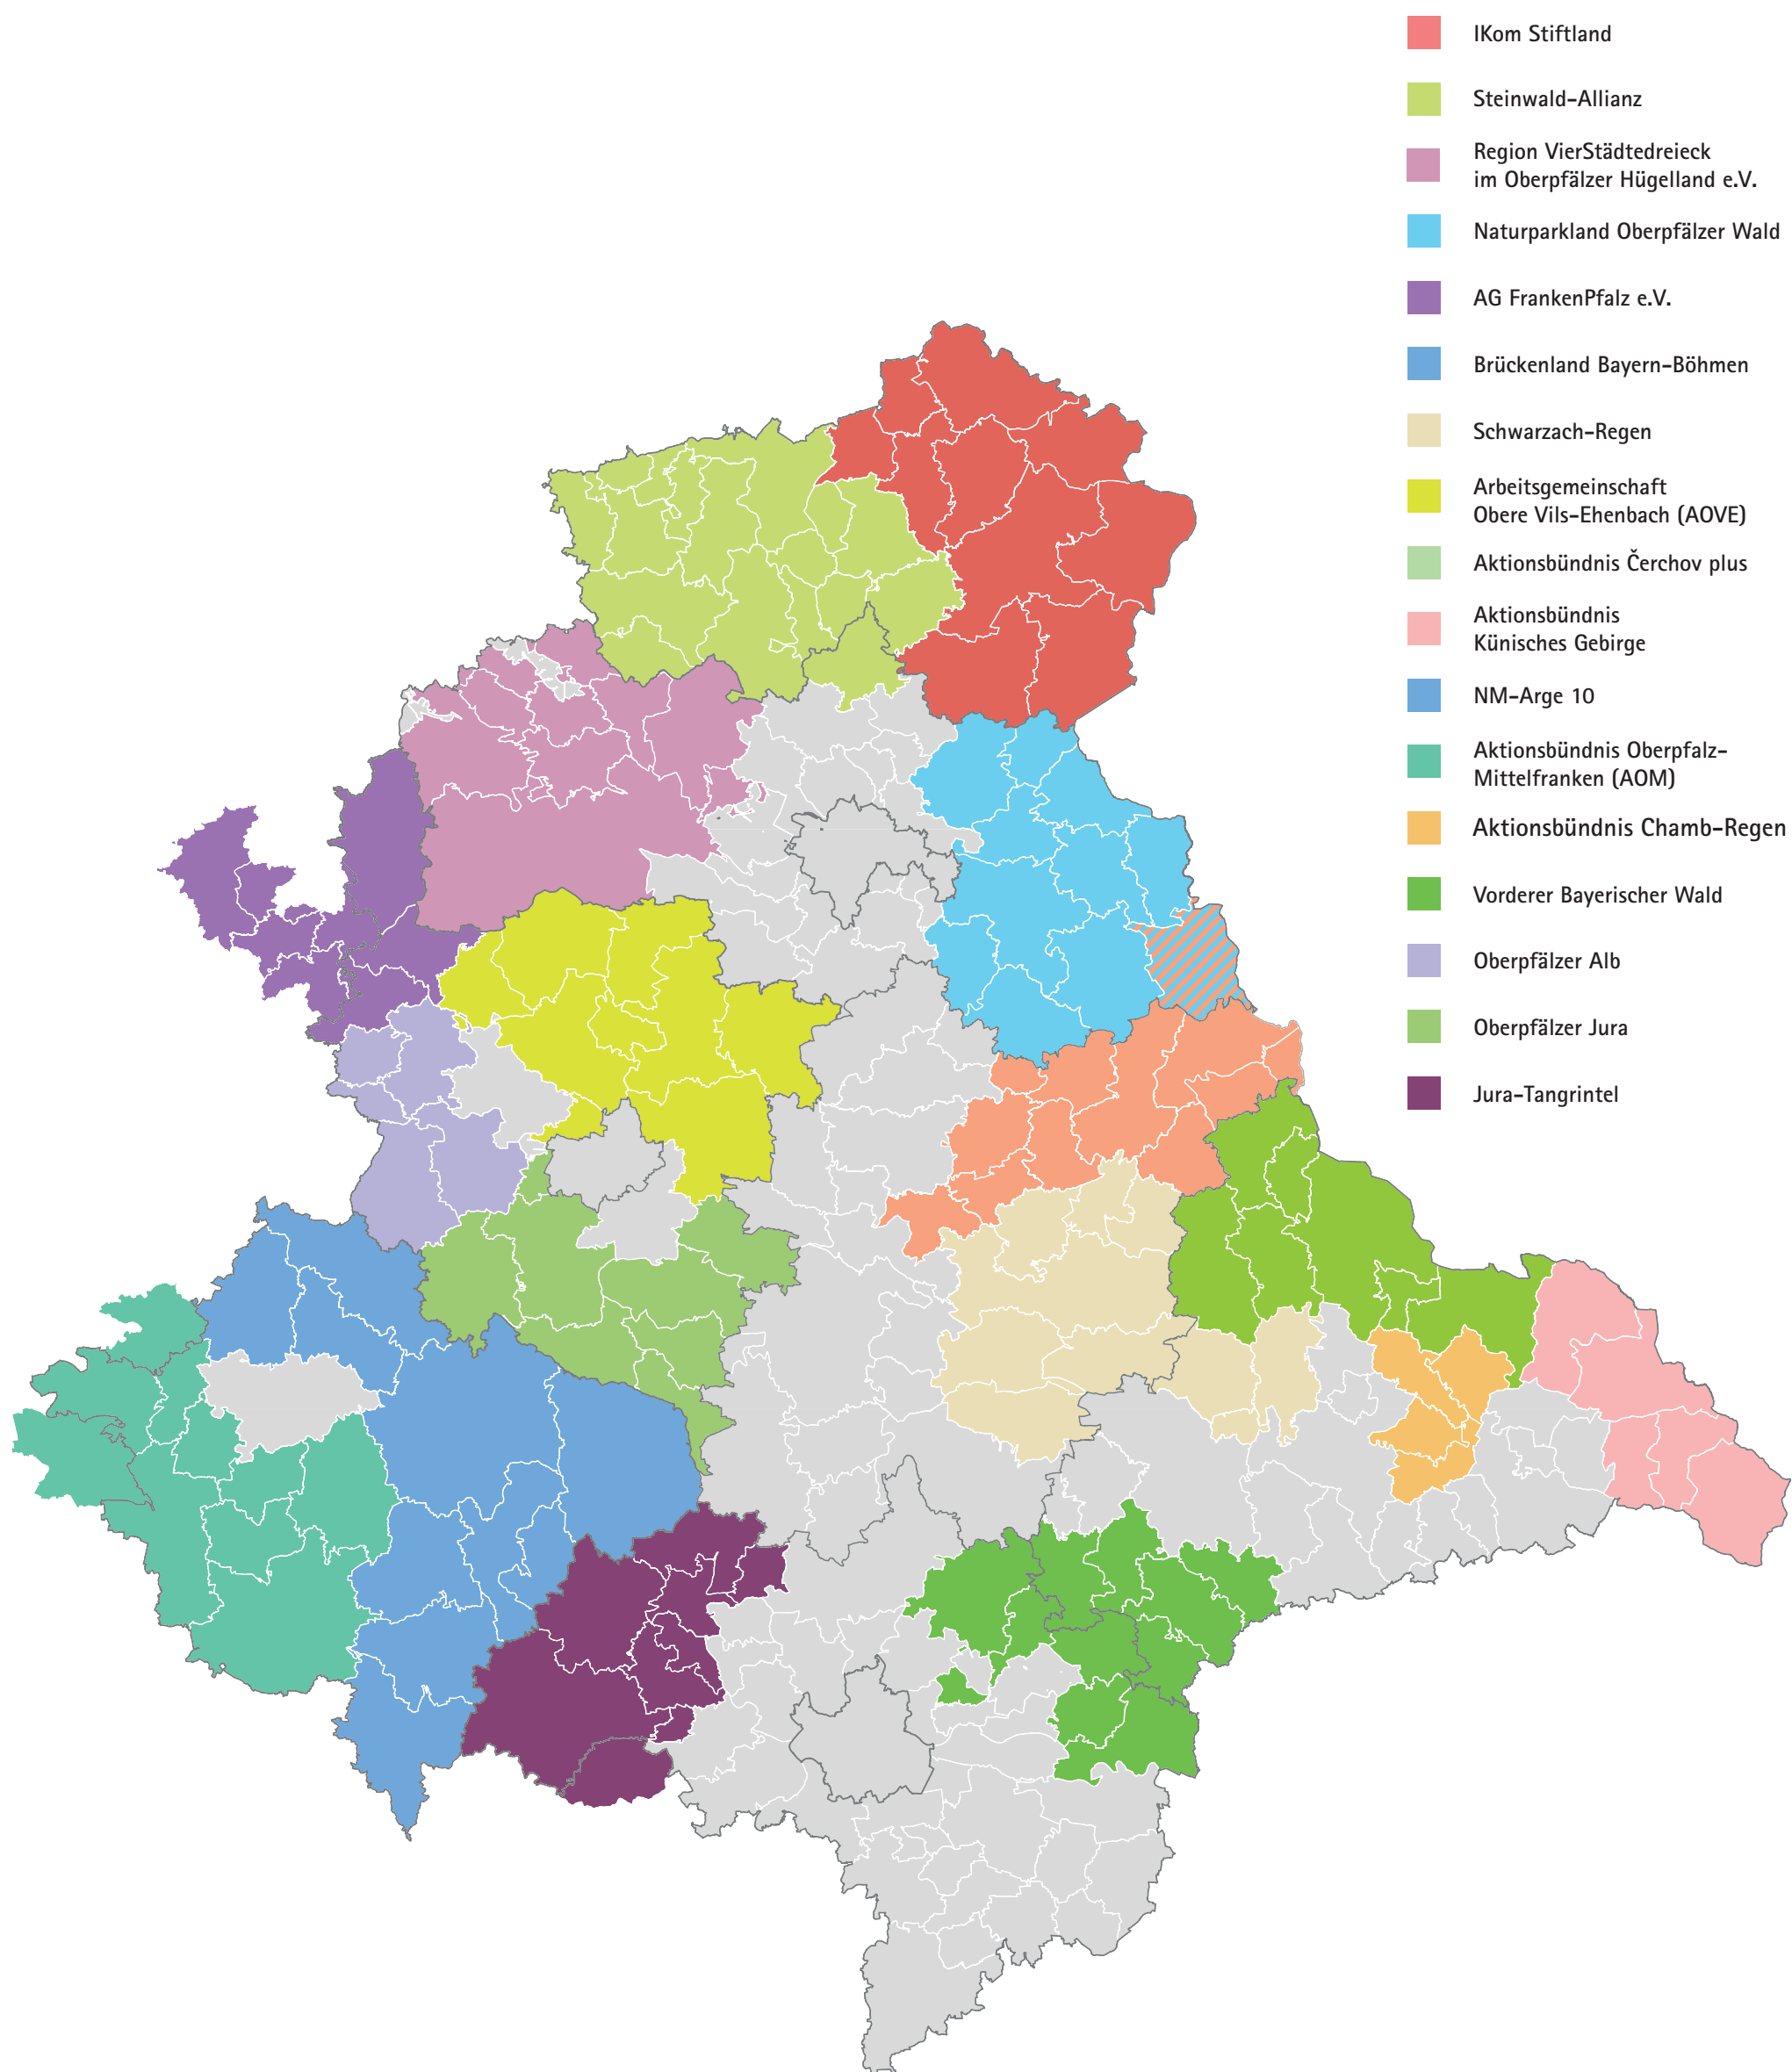 IKom Stiftland
Steinwald-Allianz
Region VierStädtedreieck
im Oberpfälzer Hügelland e.V.
Naturparkland Oberpfälzer Wald
AG FrankenPfalz e.V.
Brückenland Bayern-Böhmen
Schwarzach-Regen
Arbeitsgemeinschaft
Obere Vils-Ehenbach (AOVE)
Aktionsbündnis Čerchov plus
Aktionsbündnis
Künisches Gebirge
NM-Arge 10
Aktionsbündnis Oberpfalz-
Mittelfranken (AOM)
Aktionsbündnis Chamb-Regen
Vorderer Bayerischer Wald
Oberpfälzer Alb
Oberpfälzer Jura
Jura-Tangrintel